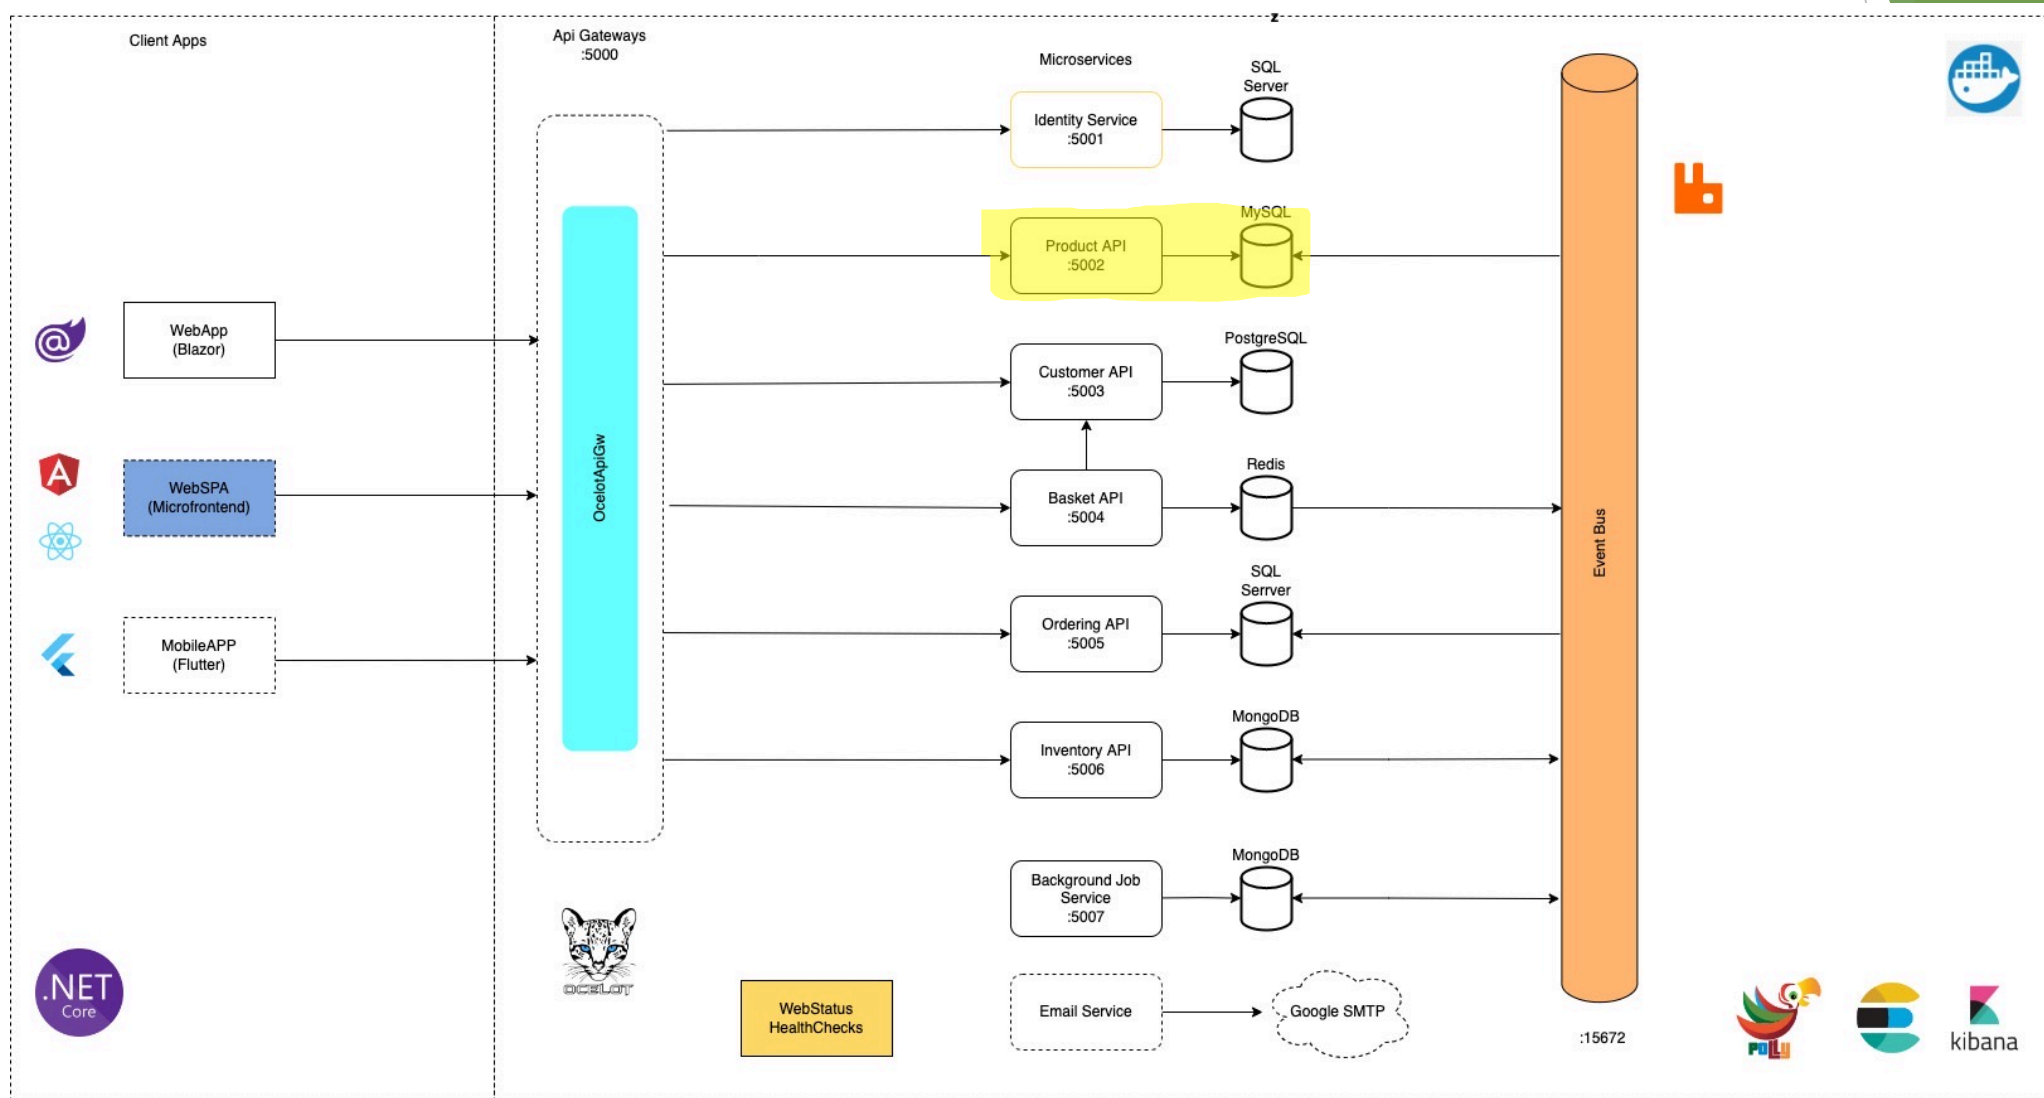 z
Client Apps
Api Gateways
:5000
Microservices
SQL
Server
Identity Service
:5001
MySQL
Product API
:5002
WebApp
(Blazor)
PostgreSQL
Customer API
:5003
OcelotApiGw
WebSPA
(Microfrontend)
Redis
Basket API
:5004
Event Bus
SQL
Serrver
Ordering API
:5005
MobileAPP
(Flutter)
MongoDB
Inventory API
:5006
MongoDB
Background Job
Service
:5007
OCELOT
.NET
Core
WebStatus
HealthChecks
Email Service
Google SMTP
:15672
POLLY
kibana